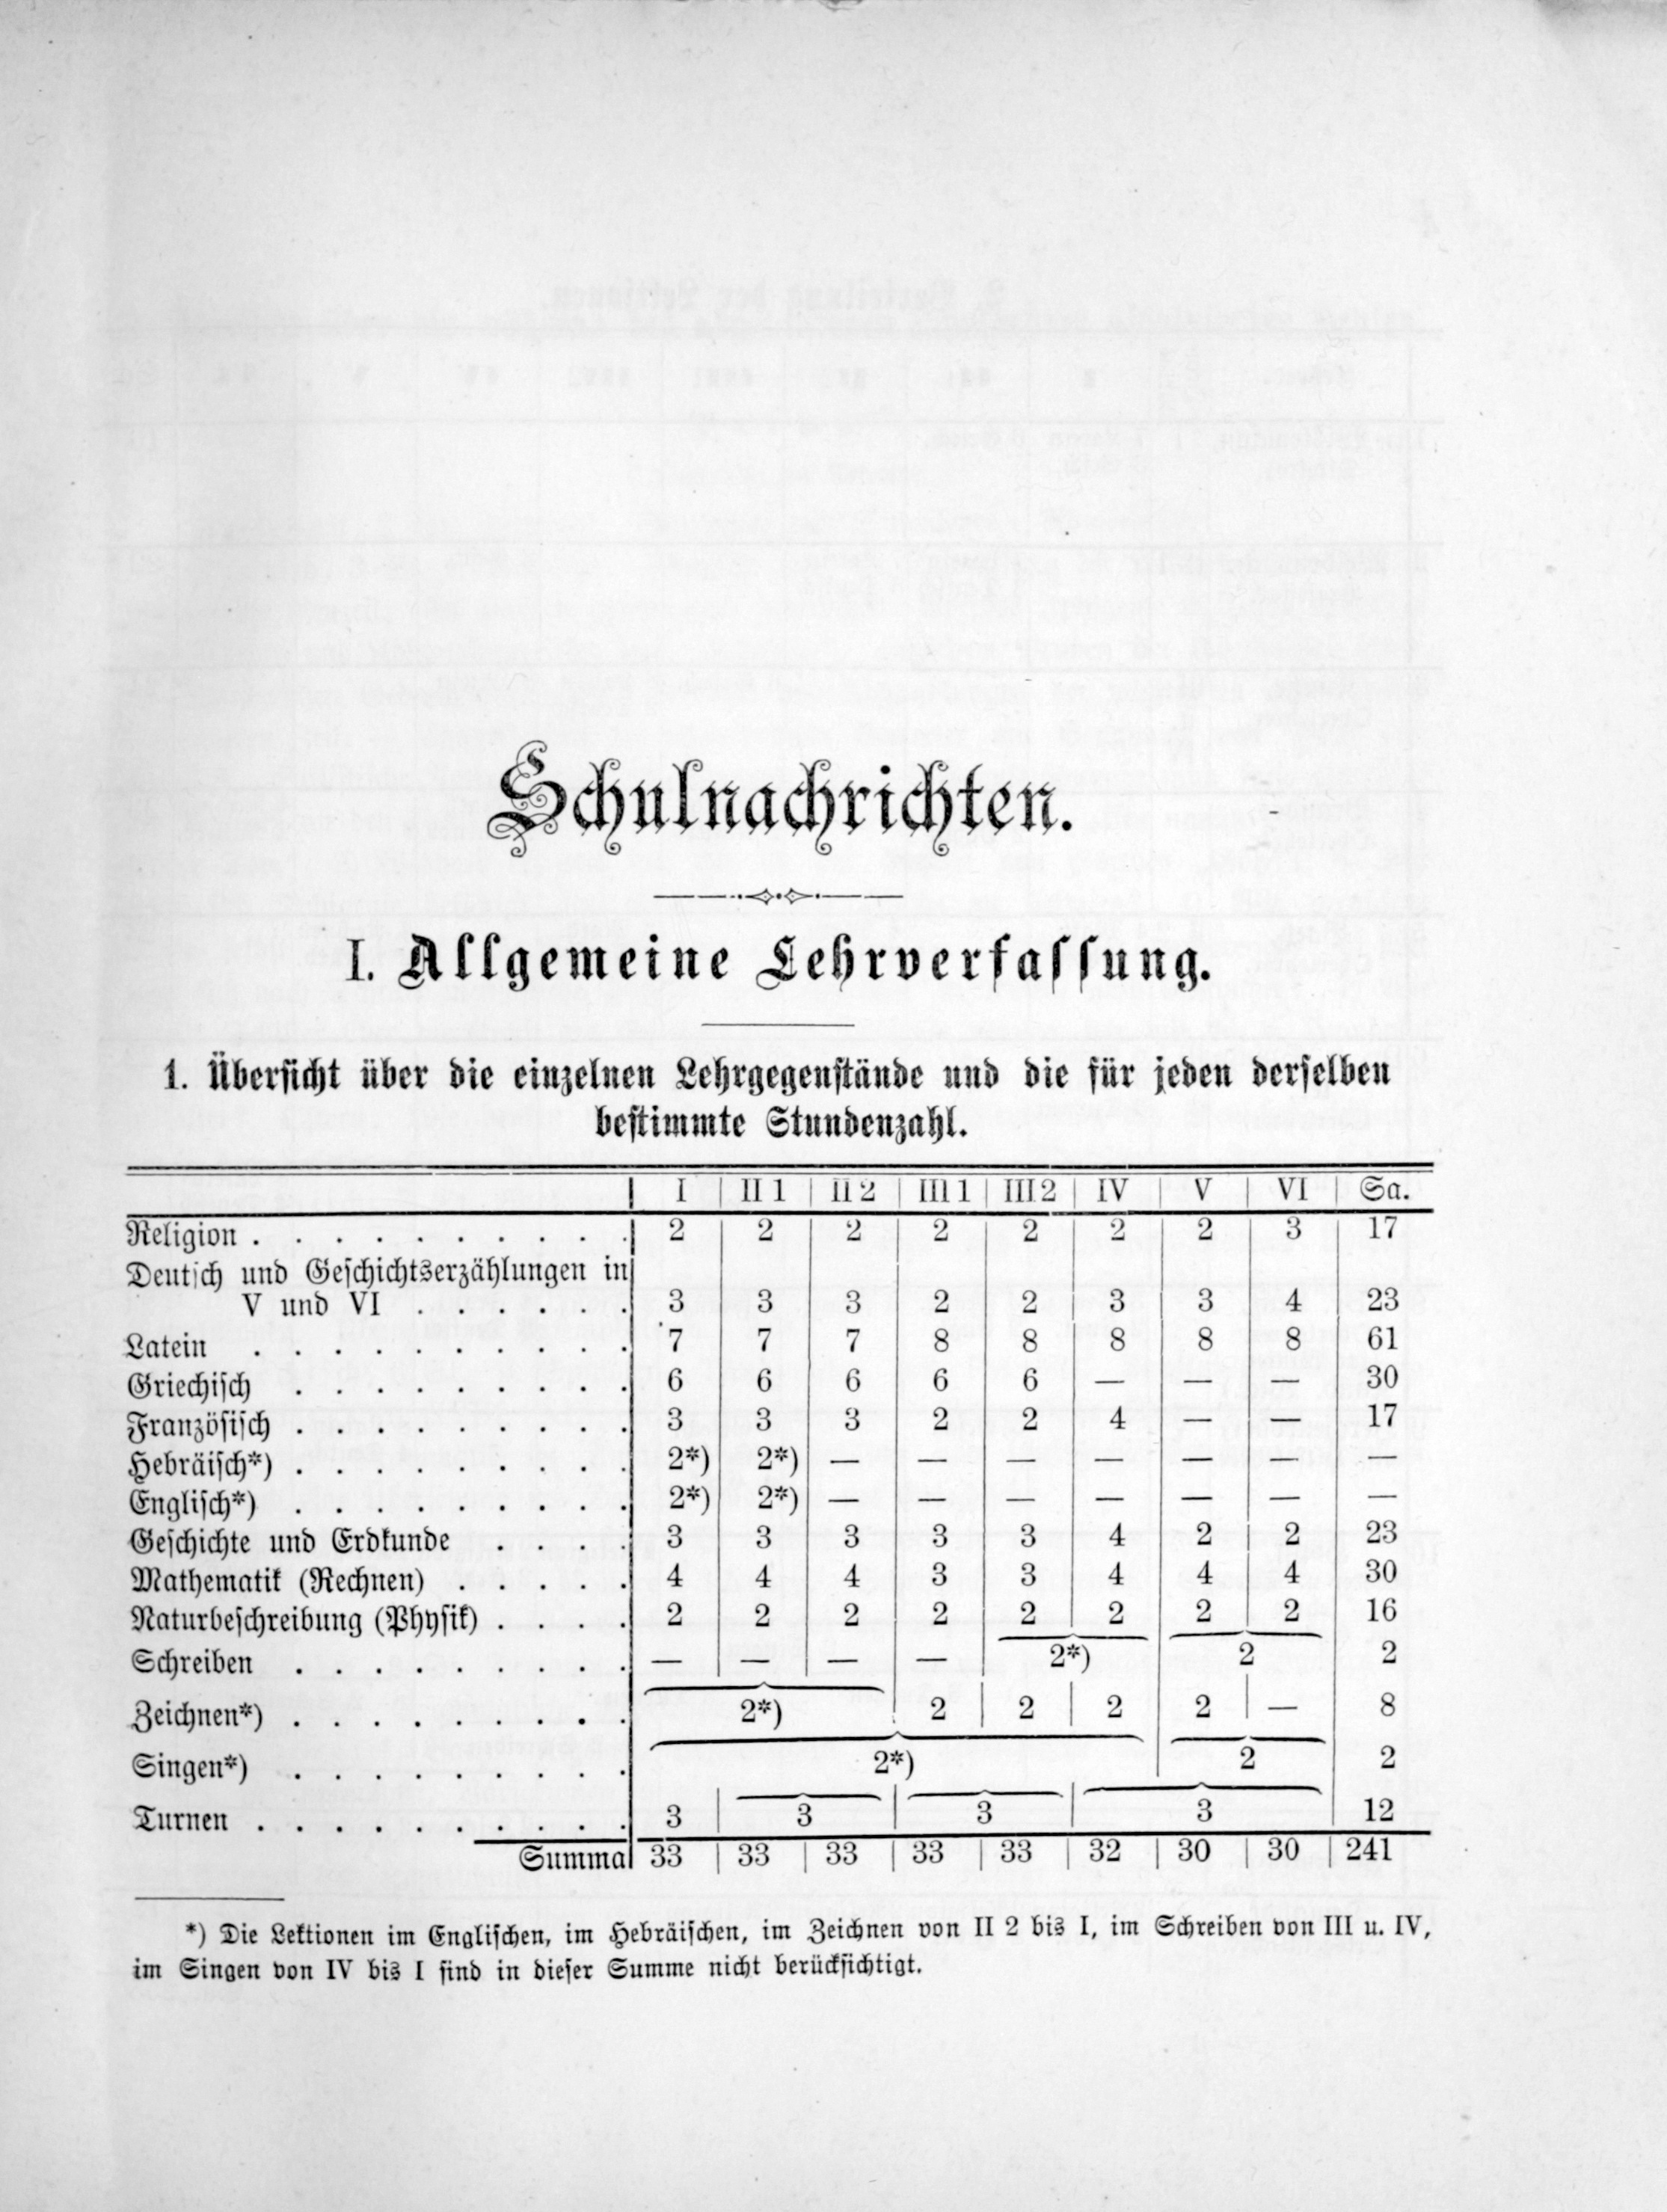 Schulnachrichten.
I. Allgemeine Lehrverfassung.
1. Übersicht über die einzelnen Lehrgegenstände und die für jeden derselben
bestimmte Stundenzahl.
I | II 1 | II 2 | III 1 | III 2 | IV | V | VI | Sa.
Religion . . . . . . . . . . 2 2 2 2 2 2 2 3 17
Deutsch und Geschichtserzählungen in
V und VI . . . . . . 3 3 3 2 2 3 3 4 23
Latein . . . . . . . . . . 7 7 7 8 8 8 8 8 61
Griechisch . . . . . . . . . 6 6 6 6 6 — — — 30
Französisch . . . . . . . . . 3 3 3 2 2 4 — — 17
Hebräisch*) . . . . . . . . . 2*) 2*) — — — — — — —
Englisch*) . . . . . . . . . 2*) 2*) — — — — — — —
Geschichte und Erdkunde . . . . 3 3 3 3 3 4 2 2 23
Mathematik (Rechnen) . . . . . 4 4 4 3 3 4 4 4 30
Naturbeschreibung (Physik) . . . . 2 2 2 2 2 2 2 2 16
Schreiben . . . . . . . . . — — — — 2*) 2 2
Zeichnen*) . . . . . . . . . 2*) 2 2 2 2 — 8
Singen*) . . . . . . . . . 2*) 2 2
Turnen . . . . . . . . . . 3 3 3 3 12
Summa 33 33 33 33 33 32 30 30 241
*) Die Lektionen im Englischen, im Hebräischen, im Zeichnen von II 2 bis I, im Schreiben von III u. IV,
im Singen von IV bis I sind in dieser Summe nicht berücksichtigt.